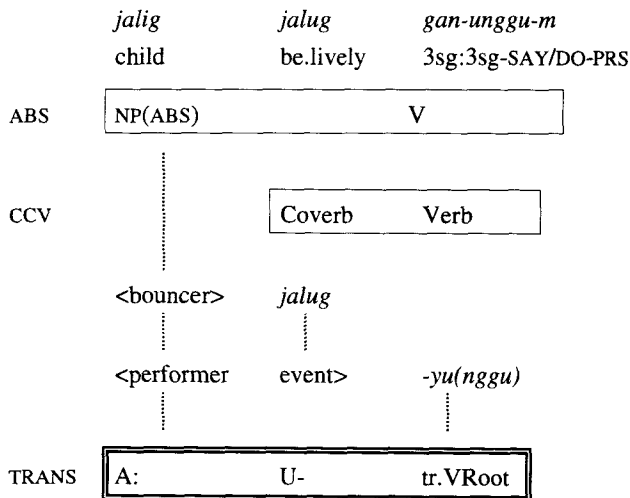 jalig jalug gan-unggu-m
child be.lively 3sg:3sg-SAY/DO-PRS
ABS NP(ABS) V
CCV Coverb Verb
<bouncer> jalug
<performer event> -yu(nggu)
TRANS A: U- tr.VRoot